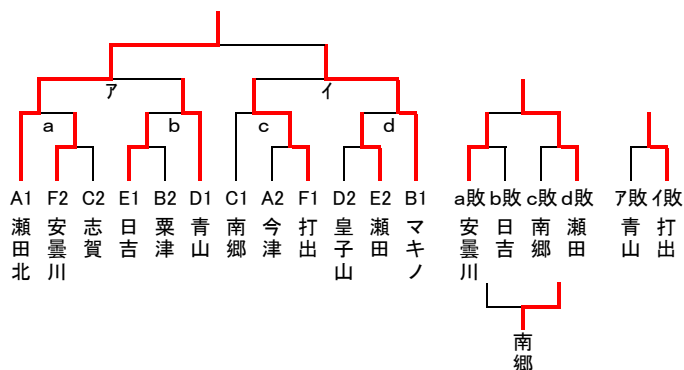 ア イ
a b c d
A1 F2 C2 E1 B2 D1 C1 A2 F1 D2 E2 B1 a敗 b敗 c敗 d敗 ア敗 イ敗
瀬田北
安曇川
志賀
日吉
粟津
青山
南郷
今津
打出
皇子山
瀬田
マキノ
安曇川
日吉
南郷
瀬田
青山
打出
南郷